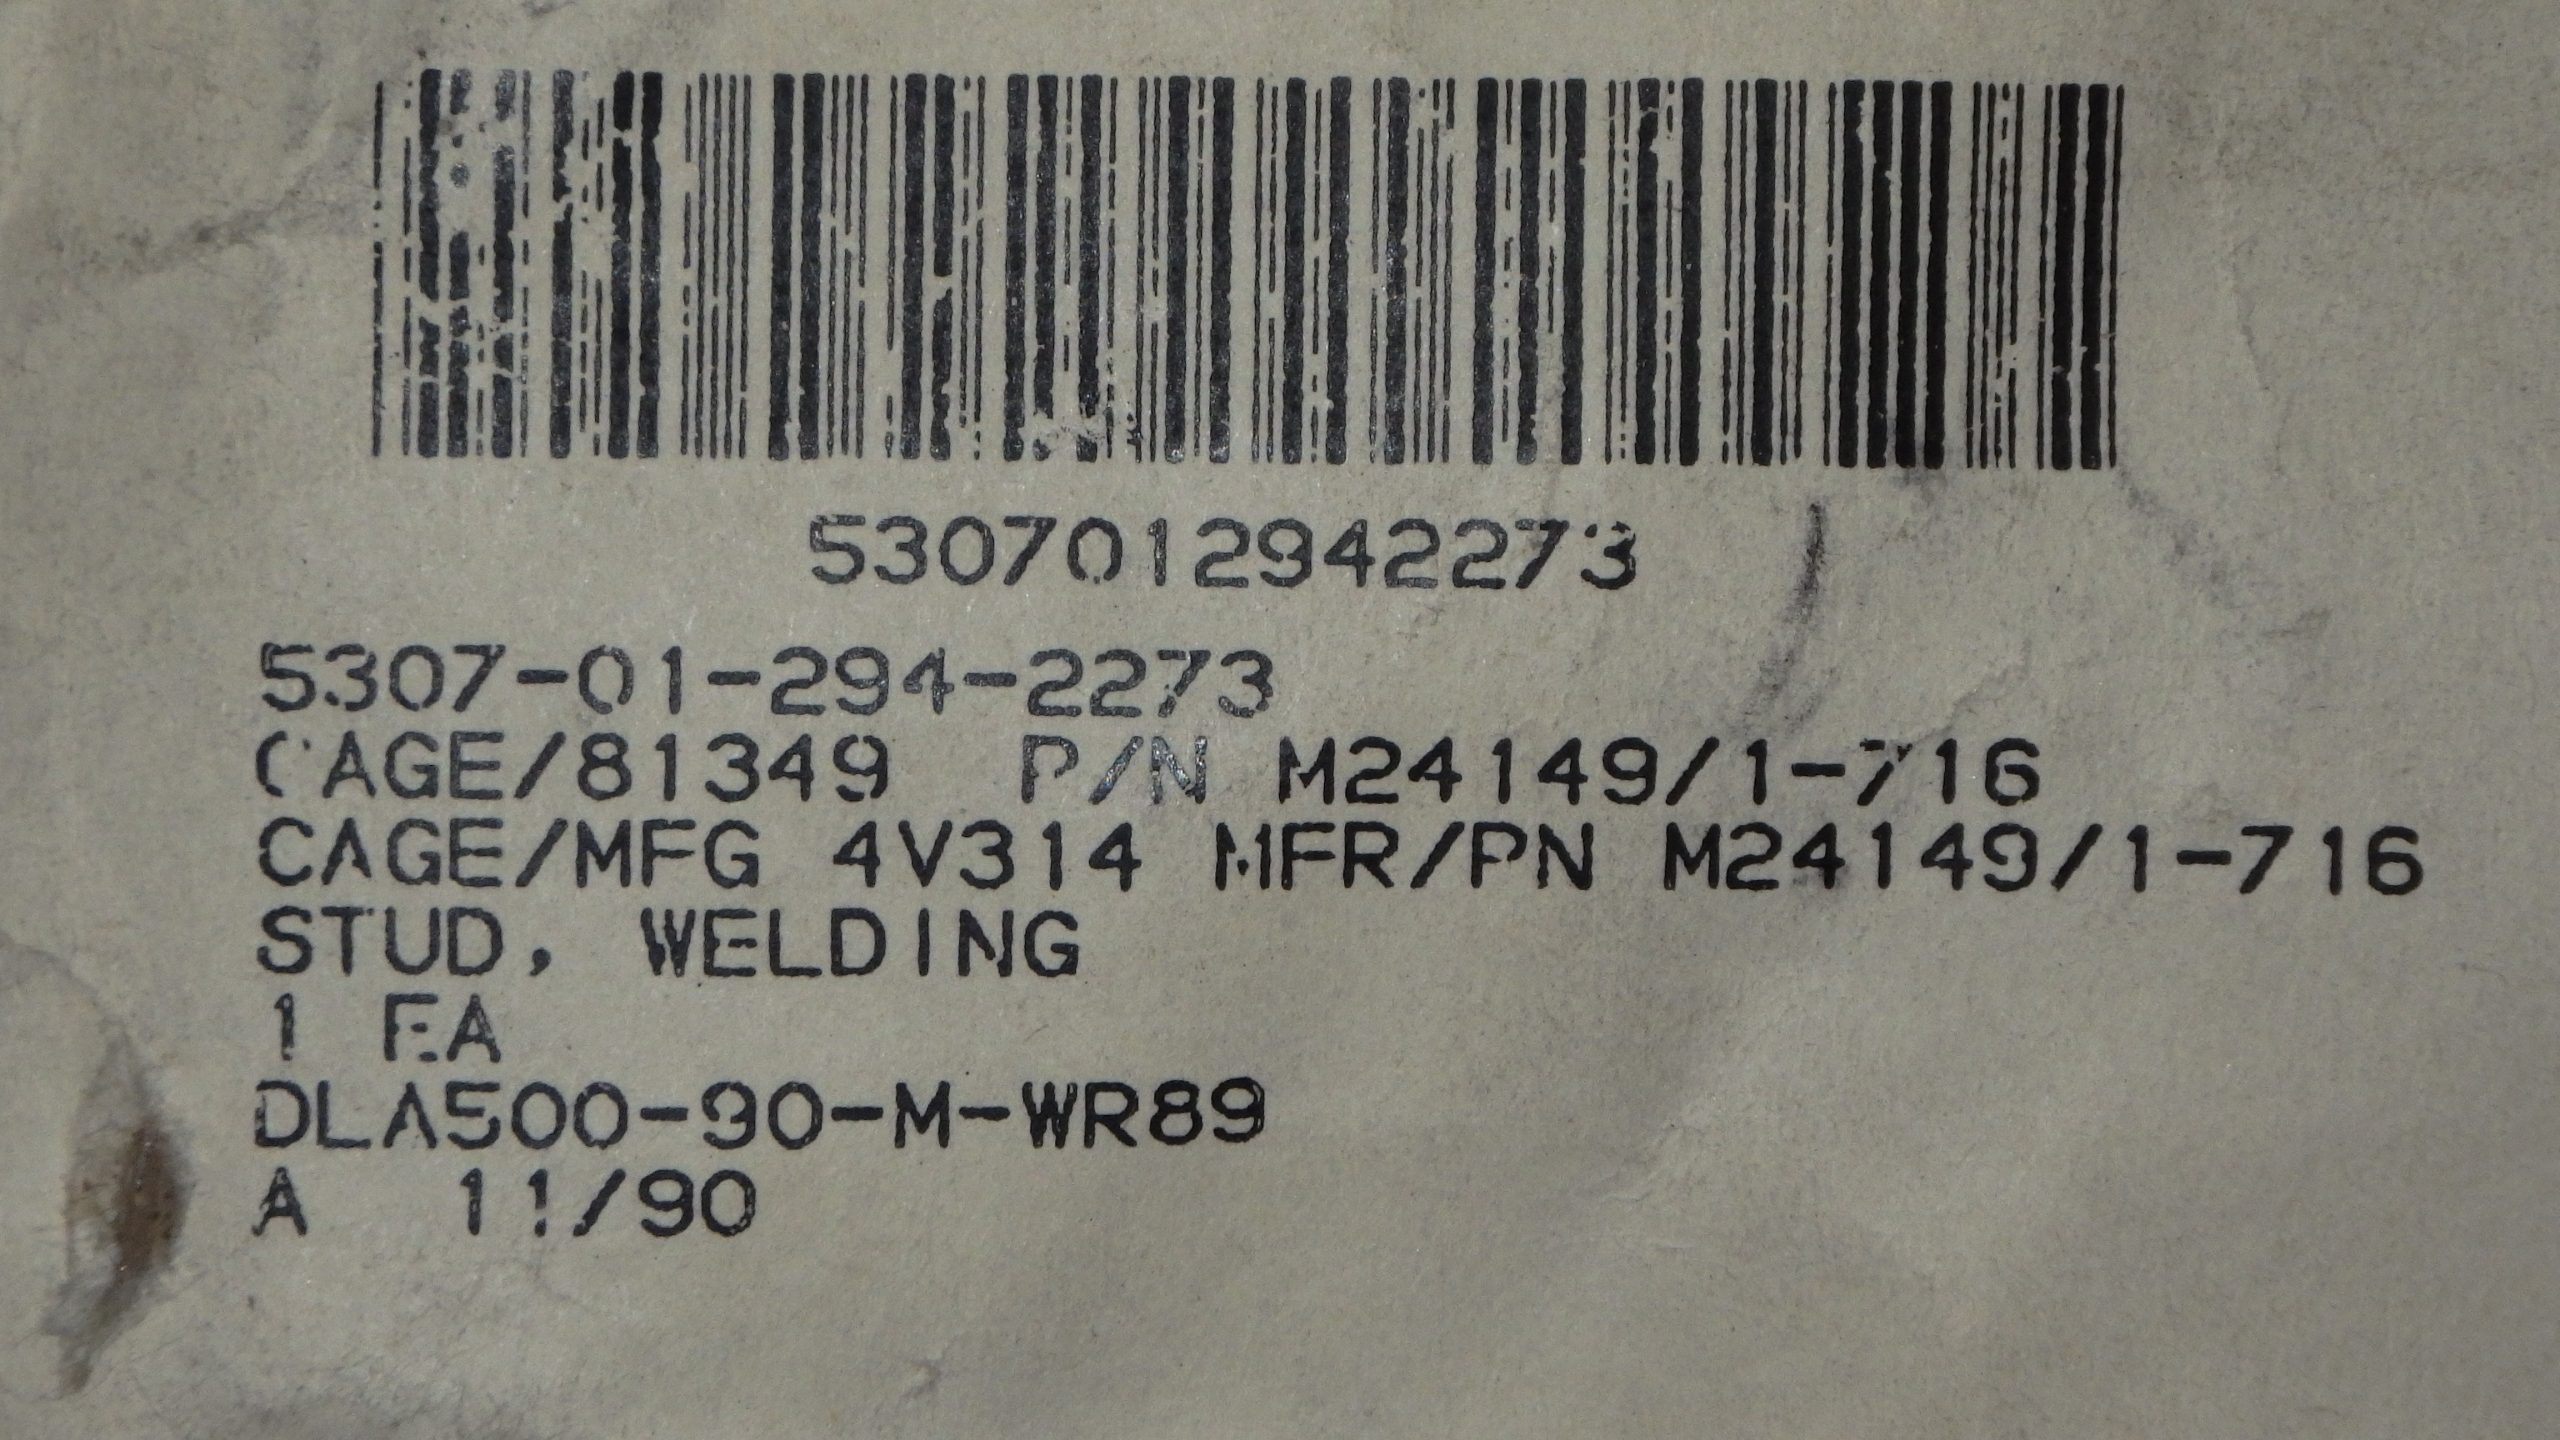 5307012942273
5307-01-294-2273
CAGE/81349 P/N M24149/1-716
CAGE/MFG 4V314 MFR/PN M24149/1-716
STUD, WELDING
1 EA
DLA500-90-M-WR89
A 11/90